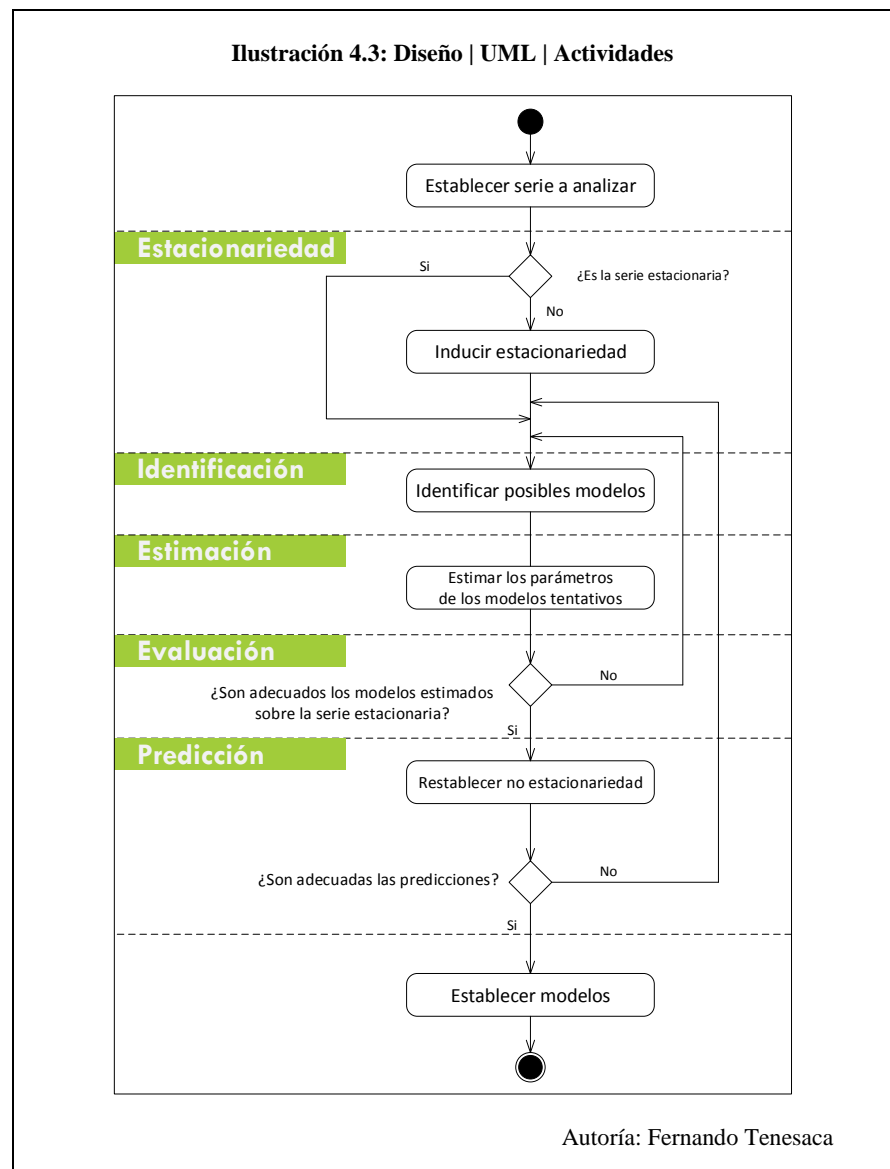 Ilustración 4.3: Diseño | UML | Actividades
Establecer serie a analizar
Estacionariedad
Si
¿Es la serie estacionaria?
No
Inducir estacionariedad
Identificación
Identificar posibles modelos
Estimación
Estimar los parámetros
de los modelos tentativos
Evaluación
No
¿Son adecuados los modelos estimados
sobre la serie estacionaria?
Si
Predicción
Restablecer no estacionariedad
¿Son adecuadas las predicciones?
No
Si
Establecer modelos
Autoría: Fernando Tenesaca